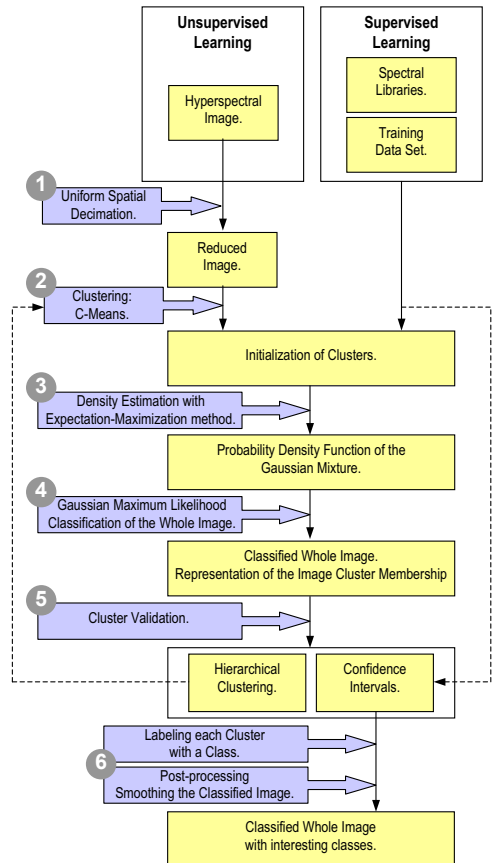 Unsupervised
Learning
Supervised
Learning
Hyperspectral
Image.
Spectral
Libraries.
Training
Data Set.
1
Uniform Spatial
Decimation.
Reduced
Image.
2
Clustering:
C-Means.
Initialization of Clusters.
3
Density Estimation with
Expectation-Maximization method.
Probability Density Function of the
Gaussian Mixture.
4
Gaussian Maximum Likelihood
Classification of the Whole Image.
Classified Whole Image.
Representation of the Image Cluster Membership
5
Cluster Validation.
Hierarchical
Clustering.
Confidence
Intervals.
Labeling each Cluster
with a Class.
6
Post-processing
Smoothing the Classified Image.
Classified Whole Image
with interesting classes.